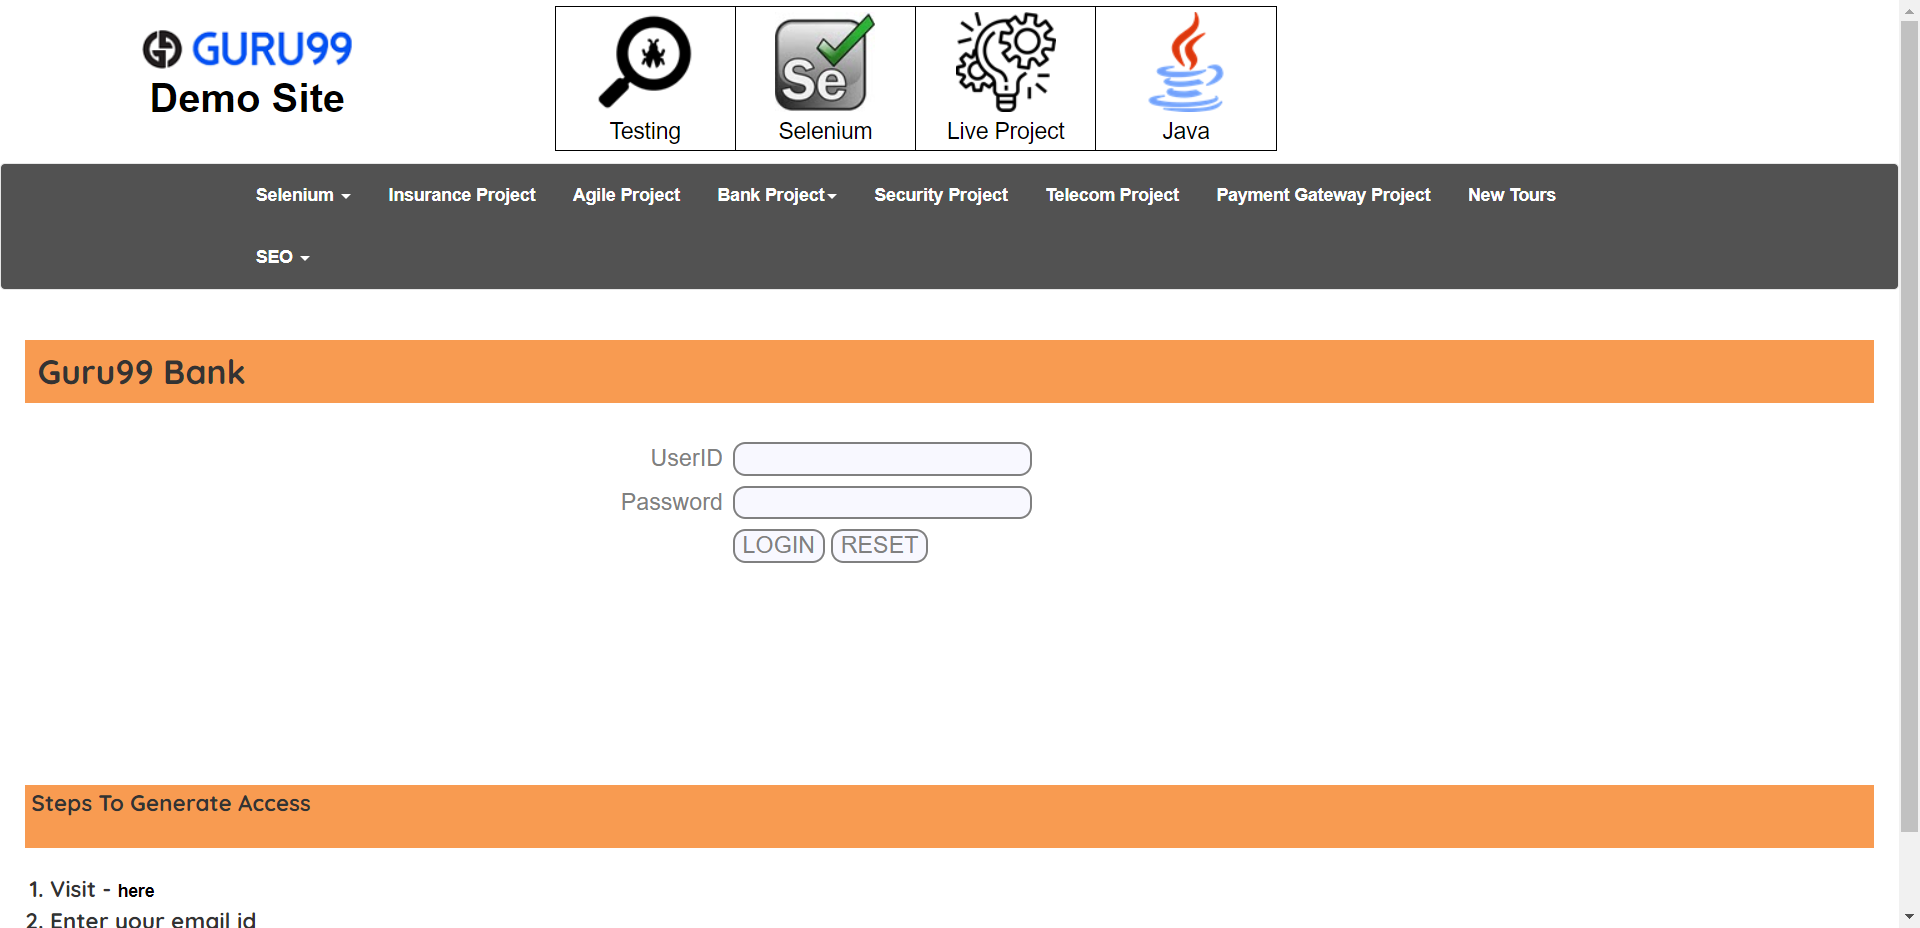 GURU99
Demo Site
Se
Testing
Selenium
Live Project
Java
Selenium
Insurance Project
Agile Project
Bank Project
Security Project
Telecom Project
Payment Gateway Project
New Tours
SEO
Guru99 Bank
UserID
Password
LOGIN
RESET
Steps To Generate Access
1. Visit - here
2. Enter your email id